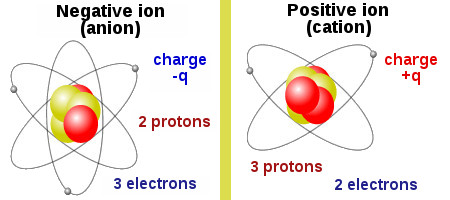 Negative ion
(anion)
charge
-q
2 protons
3 electrons
Positive ion
(cation)
charge
+q
3 protons
2 electrons